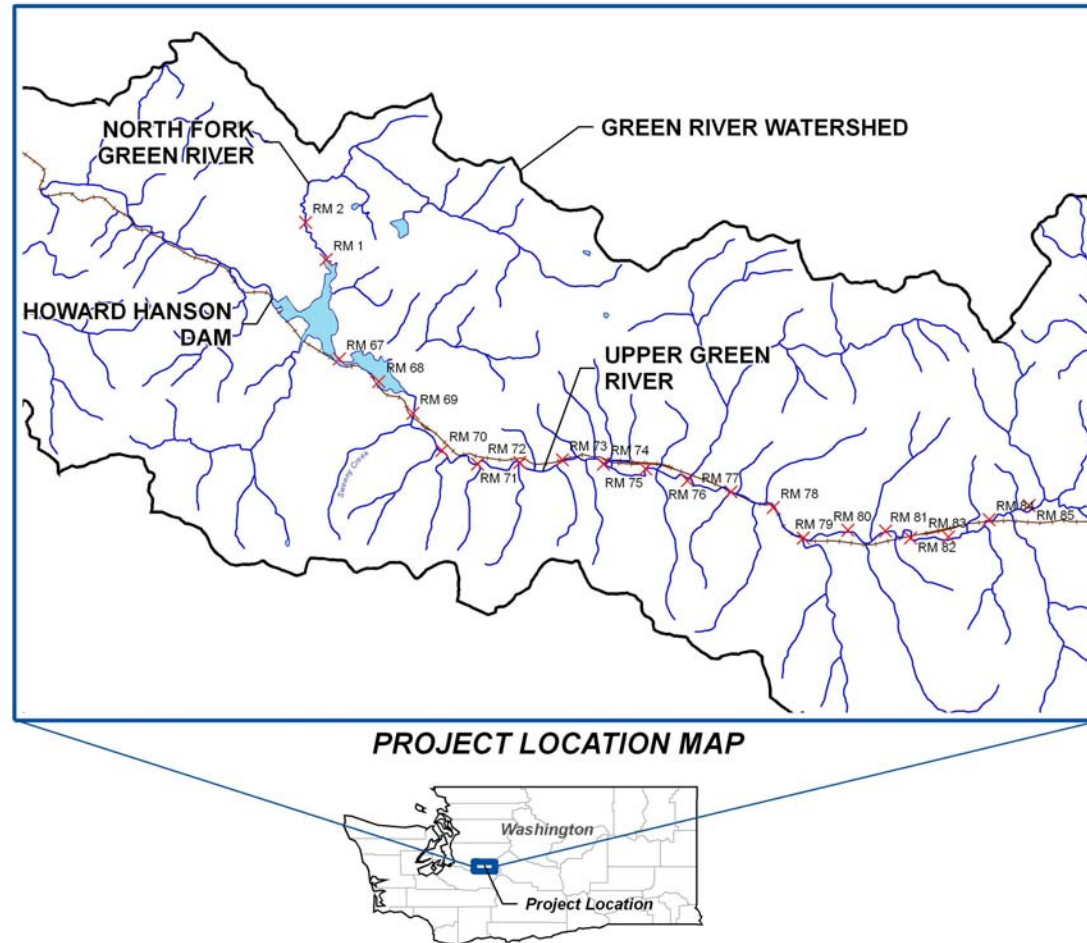 NORTH FORK
GREEN RIVER
GREEN RIVER WATERSHED
RM 2
RM 1
HOWARD HANSON
DAM
RM 67
RM 68
UPPER GREEN
RIVER
RM 69
RM 70
RM 72
RM 73
RM 74
Sweeny Creek
RM 71
RM 75
RM 76
RM 77
RM 78
RM 79
RM 80
RM 81
RM 82
RM 83
RM 84
RM 85
PROJECT LOCATION MAP
Washington
Project Location